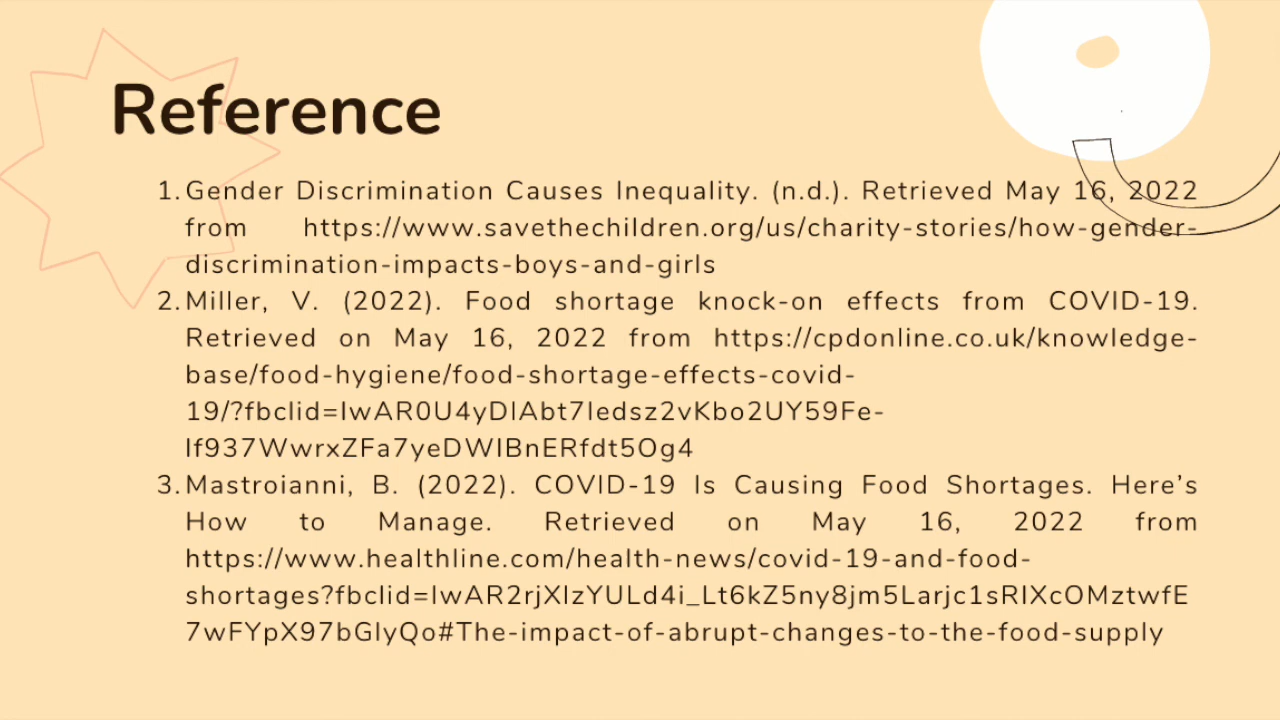 Reference
1. Gender Discrimination Causes Inequality. (n.d.). Retrieved May 16, 2022
from https://www.savethechildren.org/us/charity-stories/how-gender-
discrimination-impacts-boys-and-girls
2. Miller, V. (2022). Food shortage knock-on effects from COVID-19.
Retrieved on May 16, 2022 from https://cpdonline.co.uk/knowledge-
base/food-hygiene/food-shortage-effects-covid-
19/?fbclid=IwAR0U4yDIAbt7Iedsz2vKbo2UY59Fe-
If937WwrxZFa7yeDWIBnERfdt5Og4
3. Mastroianni, B. (2022). COVID-19 Is Causing Food Shortages. Here’s
How to Manage. Retrieved on May 16, 2022 from
https://www.healthline.com/health-news/covid-19-and-food-
shortages?fbclid=IwAR2rjXIzYULd4i_Lt6kZ5ny8jm5Larjc1sRIXcOMztwfE
7wFYpX97bGlyQo#The-impact-of-abrupt-changes-to-the-food-supply